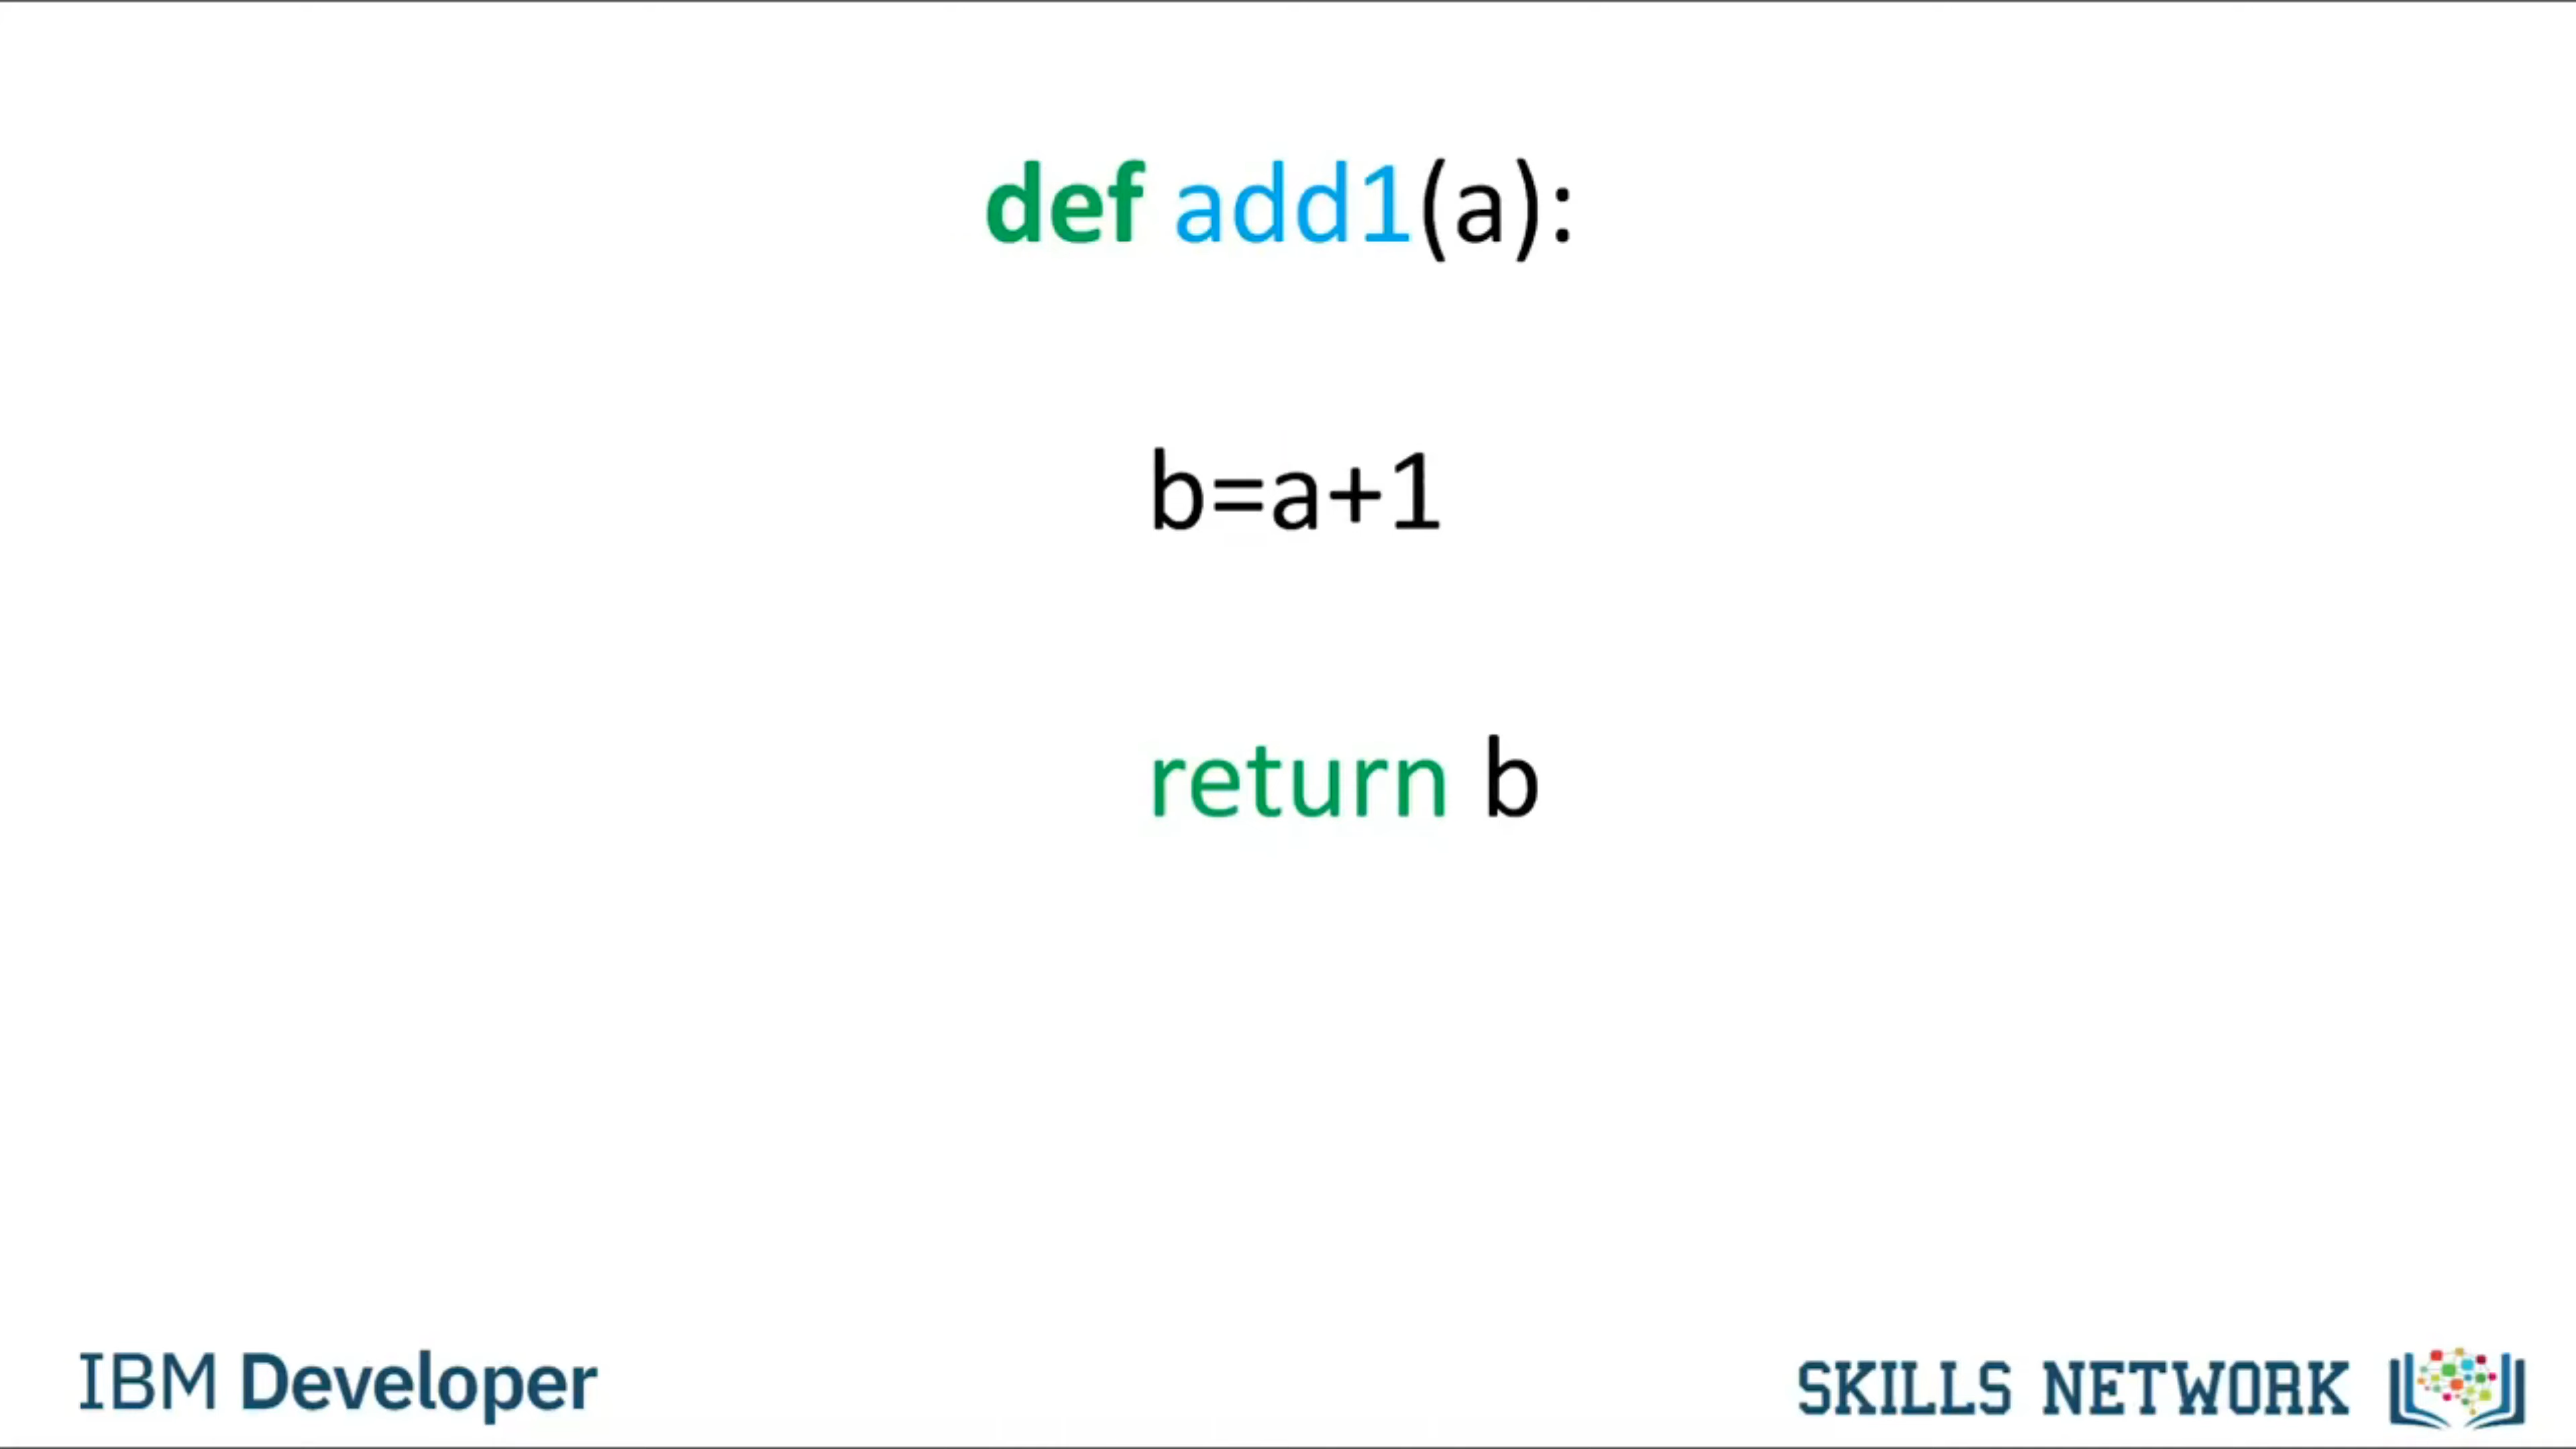 def add1(a):
b=a+1
return b
IBM Developer
SKILLS NETWORK